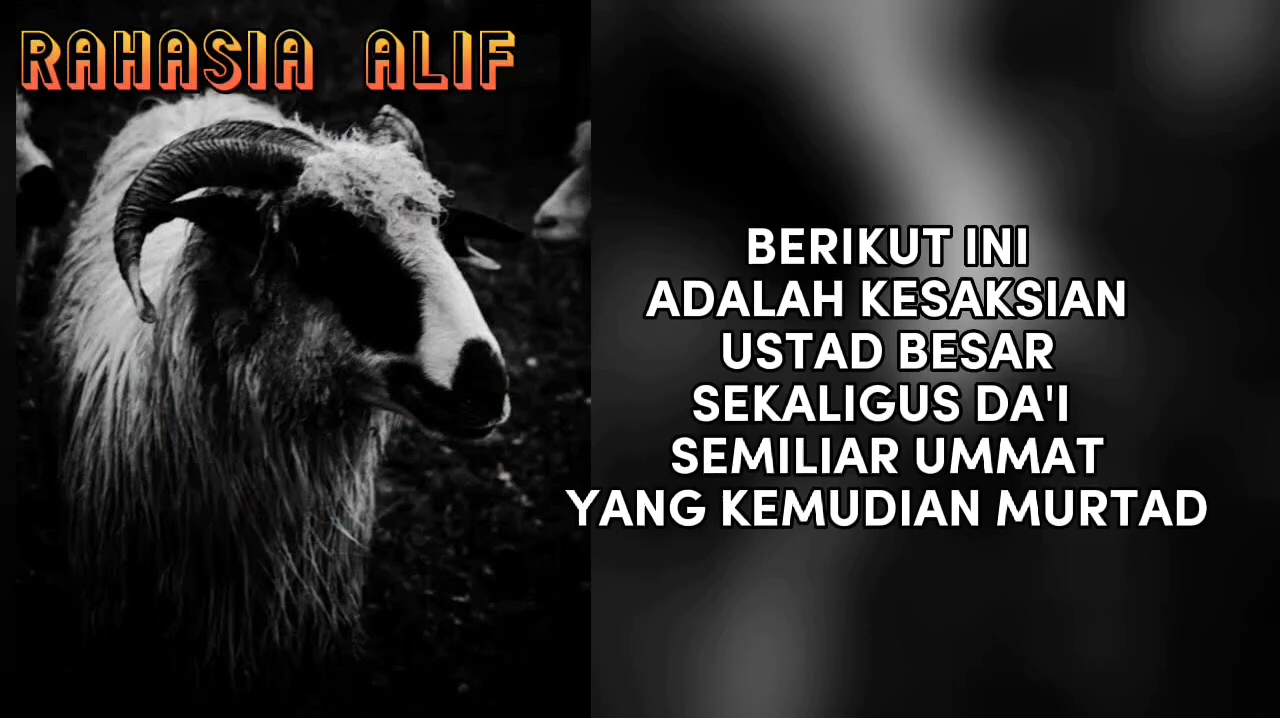 RAHASIA ALIF
BERIKUT INI
ADALAH KESAKSIAN
USTAD BESAR
SEKALIGUS DA'I
SEMILIAR UMMAT
YANG KEMUDIAN MURTAD